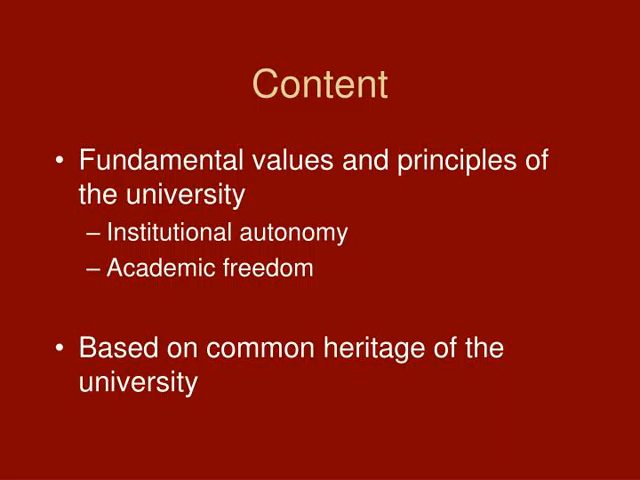 Content
• Fundamental values and principles of
the university
– Institutional autonomy
– Academic freedom
• Based on common heritage of the
university